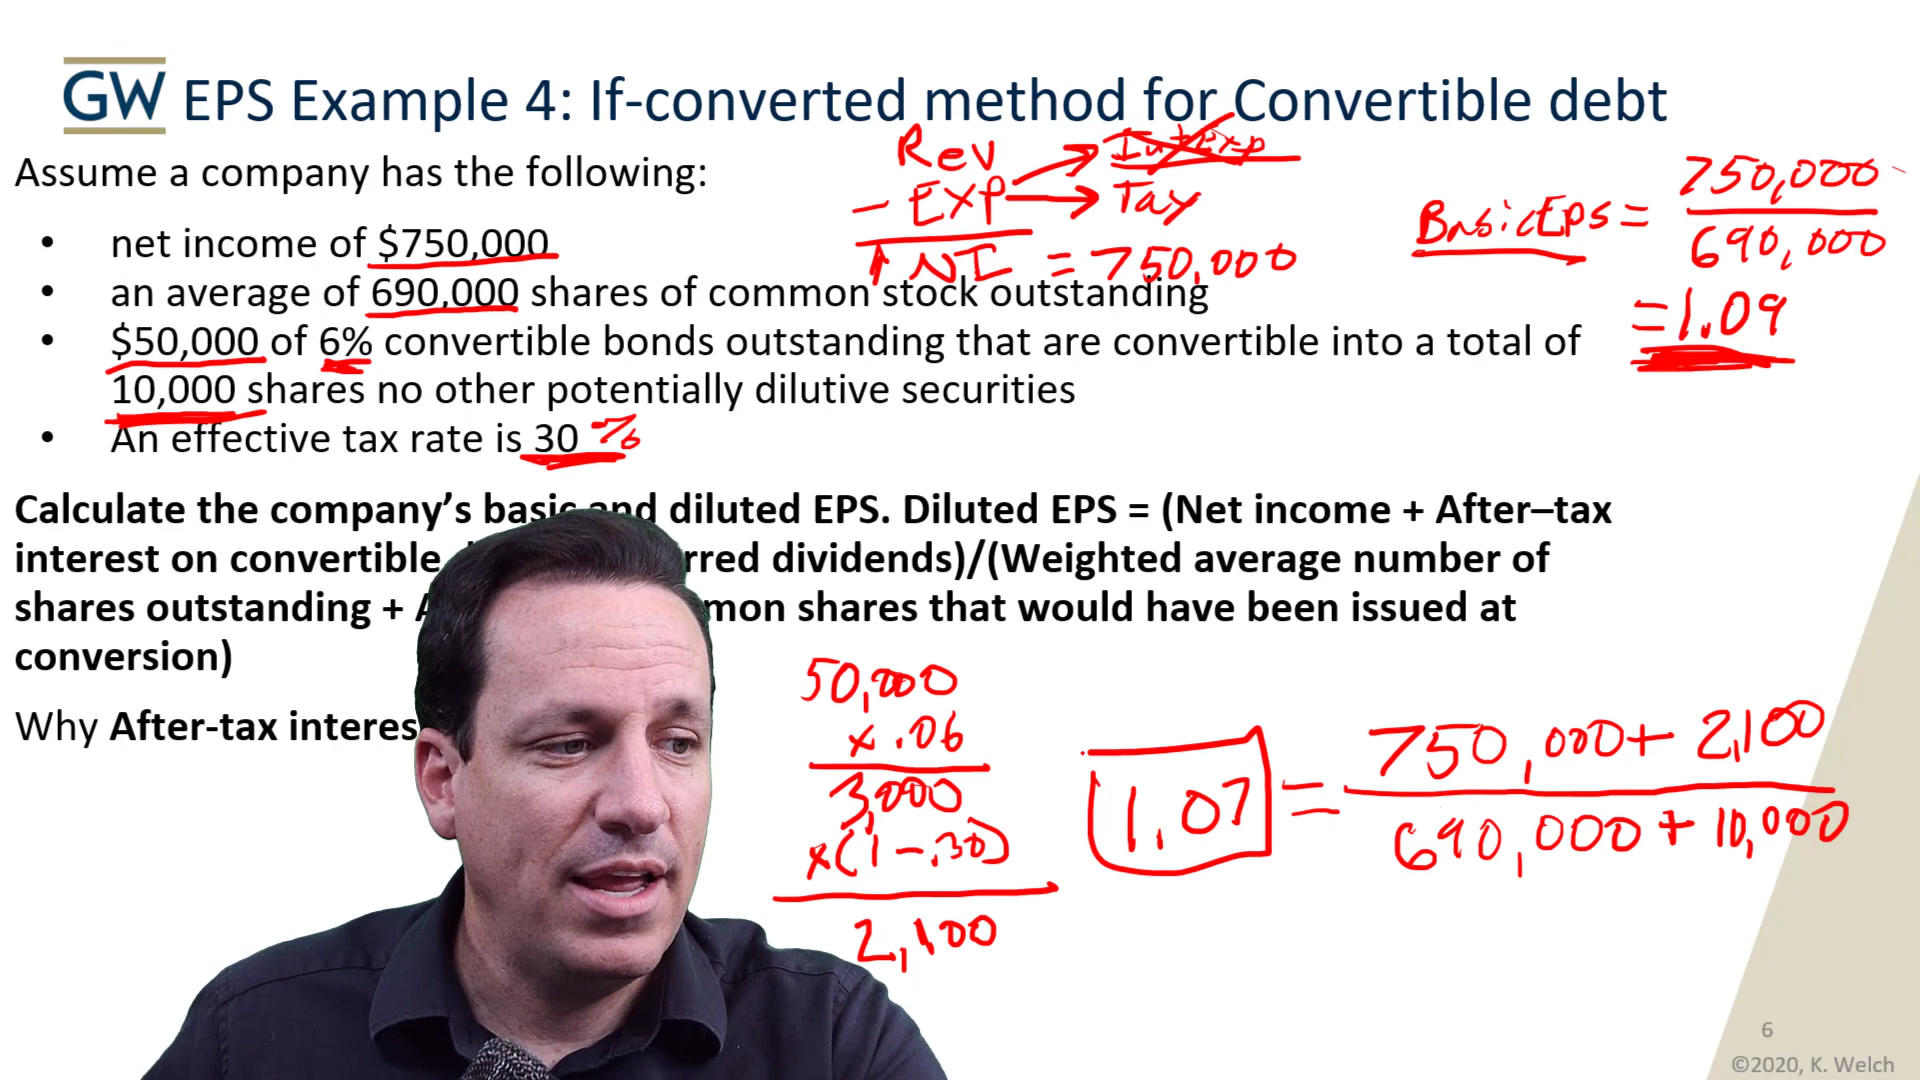 GW EPS Example 4: If-converted method for Convertible debt
Assume a company has the following:
• net income of $750,000
• an average of 690,000 shares of common stock outstanding
• $50,000 of 6% convertible bonds outstanding that are convertible into a total of
10,000 shares no other potentially dilutive securities
• An effective tax rate is 30 %
Rev
Int Exp
- Exp
Tax
NI = 750,000
Basic EPS =
750,000
690,000
=1.09
Calculate the company's basic and diluted EPS. Diluted EPS = (Net income + After–tax
interest on convertible dividends)/(Weighted average number of
shares outstanding + shares that would have been issued at
conversion)
Why After-tax
50,000
x .06
3,000
x(1-.30)
2,100
1.07 =
750,000+ 2,100
690,000 + 10,000
6
©2020, K. Welch